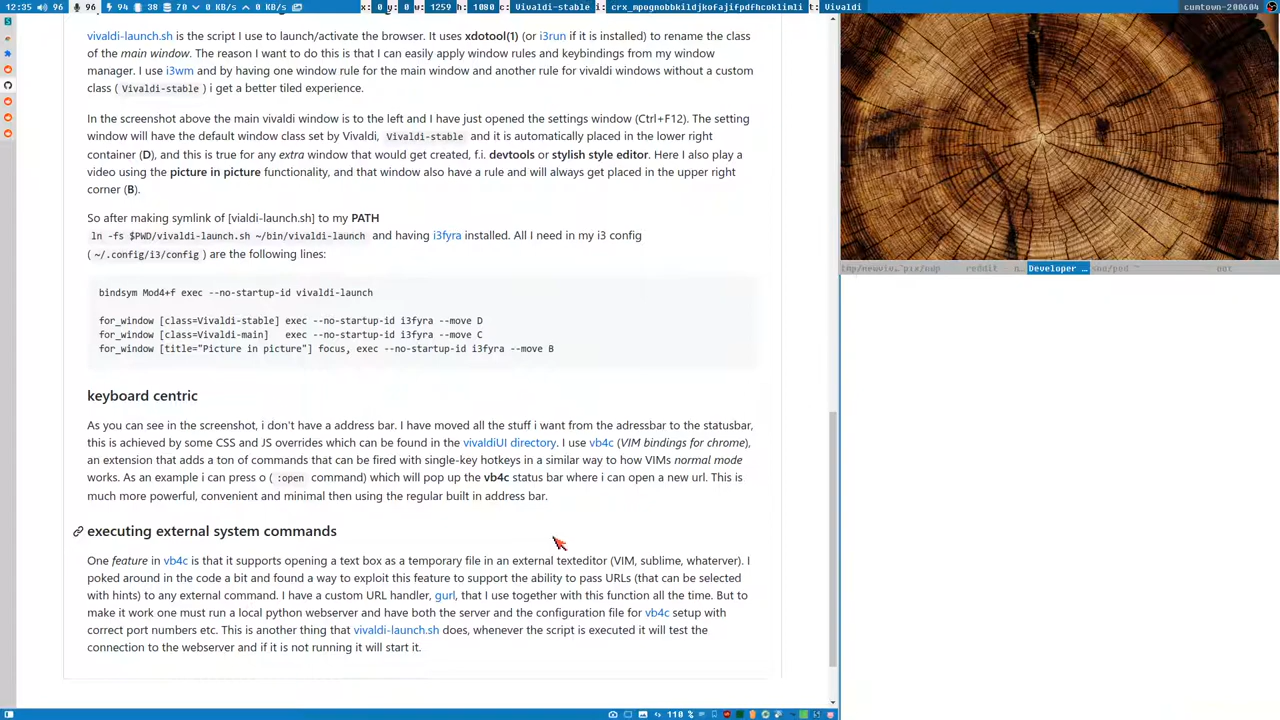 12:35 96 96 94 38 70 0 KB/s 0 KB/s x: 0 y: 0 w: 1259 h: 1080 c: Vivaldi-stable i: crx_mpognobbkildjkofajifpdfhcoklimli t: Vivaldi cuntown-200604
vivaldi-launch.sh is the script I use to launch/activate the browser. It uses xdotool(1) (or i3run if it is installed) to rename the class
of the main window. The reason I want to do this is that I can easily apply window rules and keybindings from my window
manager. I use i3wm and by having one window rule for the main window and another rule for vivaldi windows without a custom
class ( Vivaldi-stable ) i get a better tiled experience.
In the screenshot above the main vivaldi window is to the left and I have just opened the settings window (Ctrl+F12). The setting
window will have the default window class set by Vivaldi, Vivaldi-stable and it is automatically placed in the lower right
container (D), and this is true for any extra window that would get created, f.i. devtools or stylish style editor. Here I also play a
video using the picture in picture functionality, and that window also have a rule and will always get placed in the upper right
corner (B).
So after making symlink of [vialdi-launch.sh] to my PATH
ln -fs $PWD/vivaldi-launch.sh ~/bin/vivaldi-launch and having i3fyra installed. All I need in my i3 config
( ~/.config/i3/config ) are the following lines:
bindsym Mod4+f exec --no-startup-id vivaldi-launch
for_window [class=Vivaldi-stable] exec --no-startup-id i3fyra --move D
for_window [class=Vivaldi-main] exec --no-startup-id i3fyra --move C
for_window [title="Picture in picture"] focus, exec --no-startup-id i3fyra --move B
keyboard centric
As you can see in the screenshot, i don't have a address bar. I have moved all the stuff i want from the adressbar to the statusbar,
this is achieved by some CSS and JS overrides which can be found in the vivaldiUI directory. I use vb4c (VIM bindings for chrome),
an extension that adds a ton of commands that can be fired with single-key hotkeys in a similar way to how VIMs normal mode
works. As an example i can press o ( :open command) which will pop up the vb4c status bar where i can open a new url. This is
much more powerful, convenient and minimal then using the regular built in address bar.
executing external system commands
One feature in vb4c is that it supports opening a text box as a temporary file in an external texteditor (VIM, sublime, whaterver). I
poked around in the code a bit and found a way to exploit this feature to support the ability to pass URLs (that can be selected
with hints) to any external command. I have a custom URL handler, gurl, that I use together with this function all the time. But to
make it work one must run a local python webserver and have both the server and the configuration file for vb4c setup with
correct port numbers etc. This is another thing that vivaldi-launch.sh does, whenever the script is executed it will test the
connection to the webserver and if it is not running it will start it.
reddit Developer …
110 %